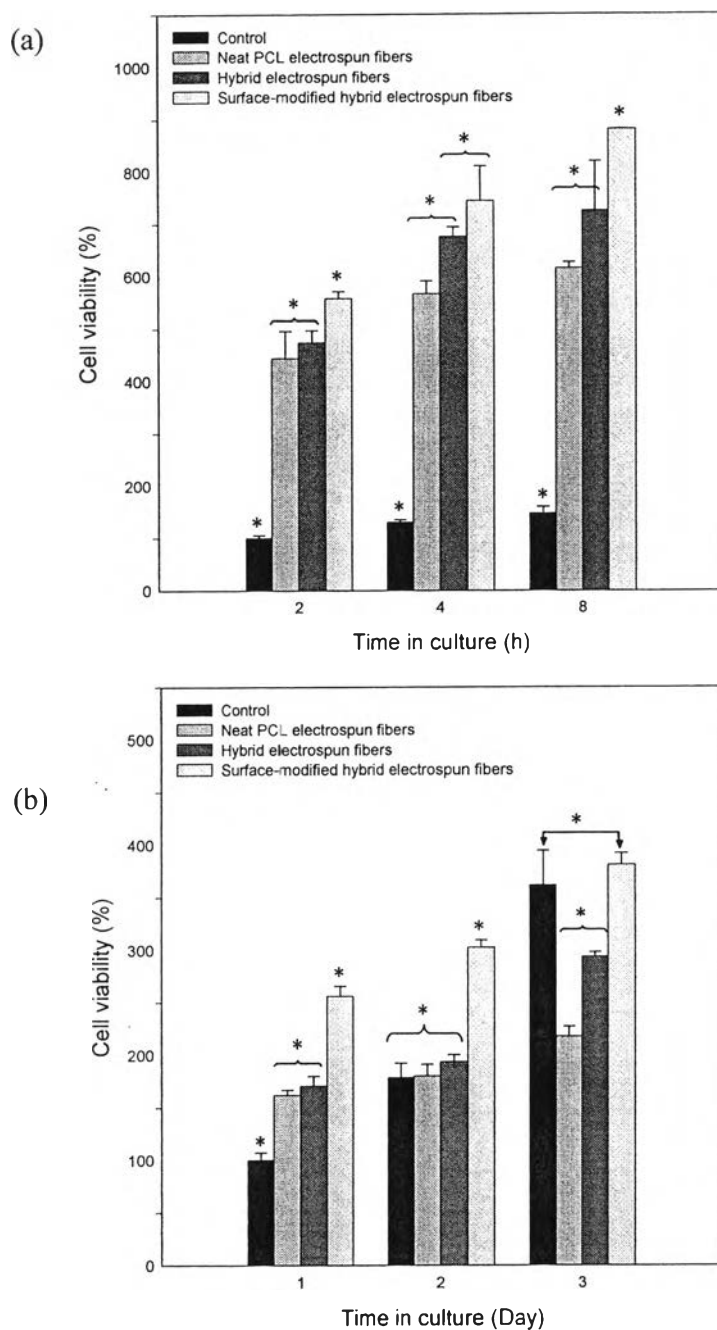 (a)
Control
Neat PCL electrospun fibers
Hybrid electrospun fibers
Surface-modified hybrid electrospun fibers
1000
800
600
400
200
0
Cell viability (%)
* * *
* * *
* * *
2 4 8
Time in culture (h)
(b)
Control
Neat PCL electrospun fibers
Hybrid electrospun fibers
Surface-modified hybrid electrospun fibers
500
400
300
200
100
0
Cell viability (%)
* * *
* *
* *
1 2 3
Time in culture (Day)